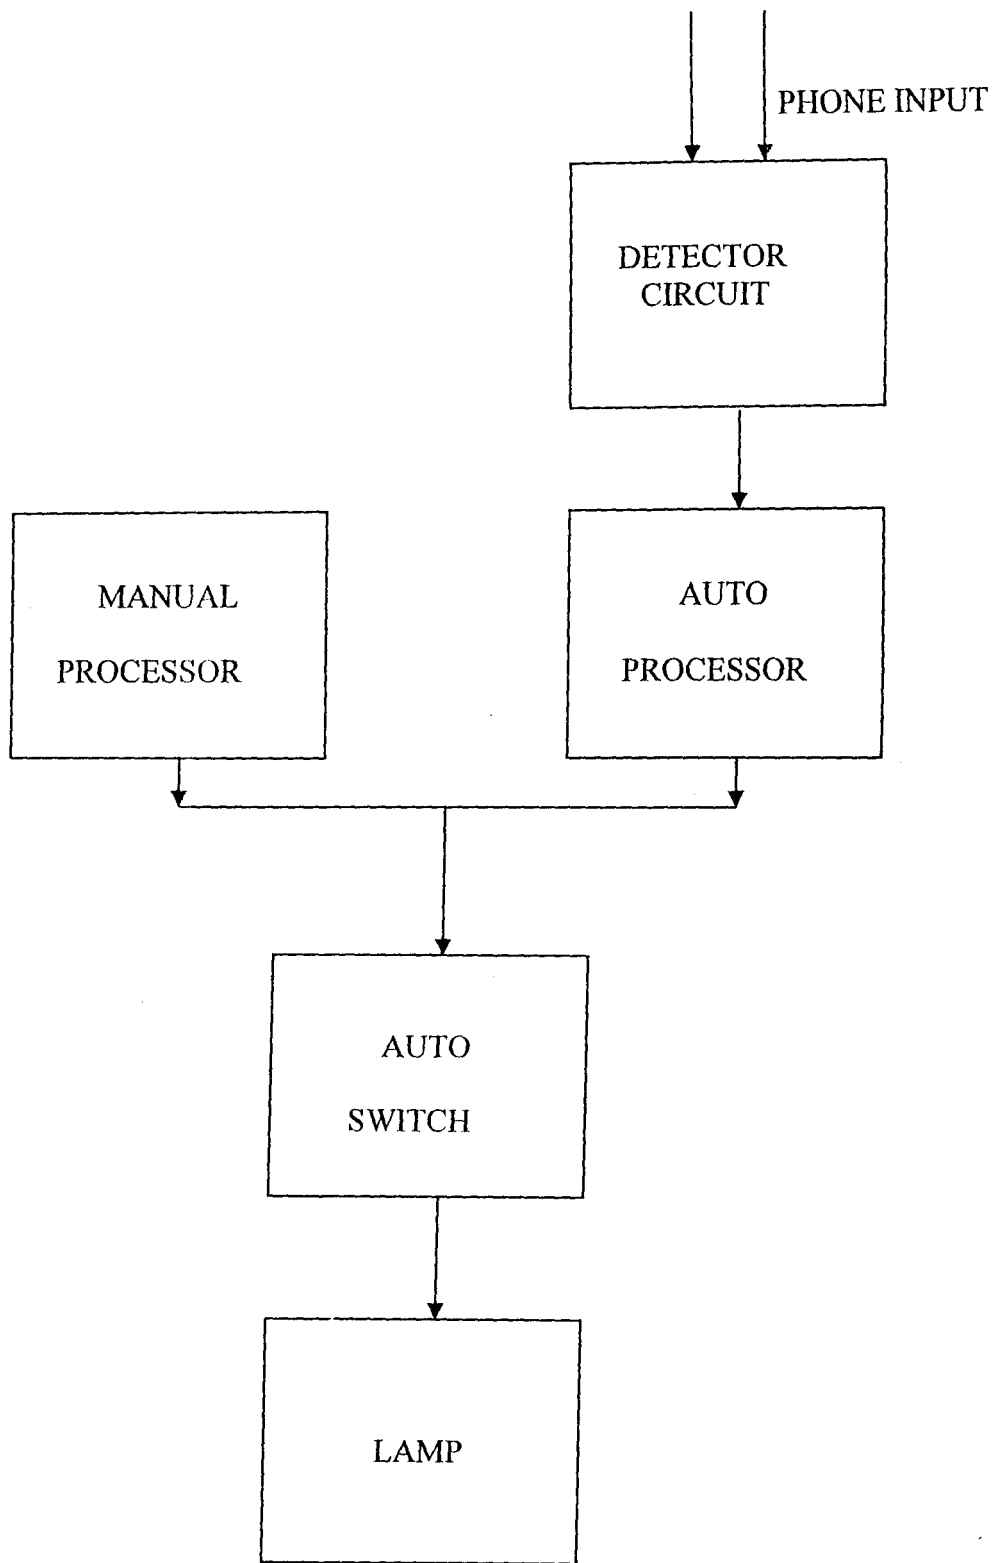 PHONE INPUT
DETECTOR
CIRCUIT
MANUAL
PROCESSOR
AUTO
PROCESSOR
AUTO
SWITCH
LAMP